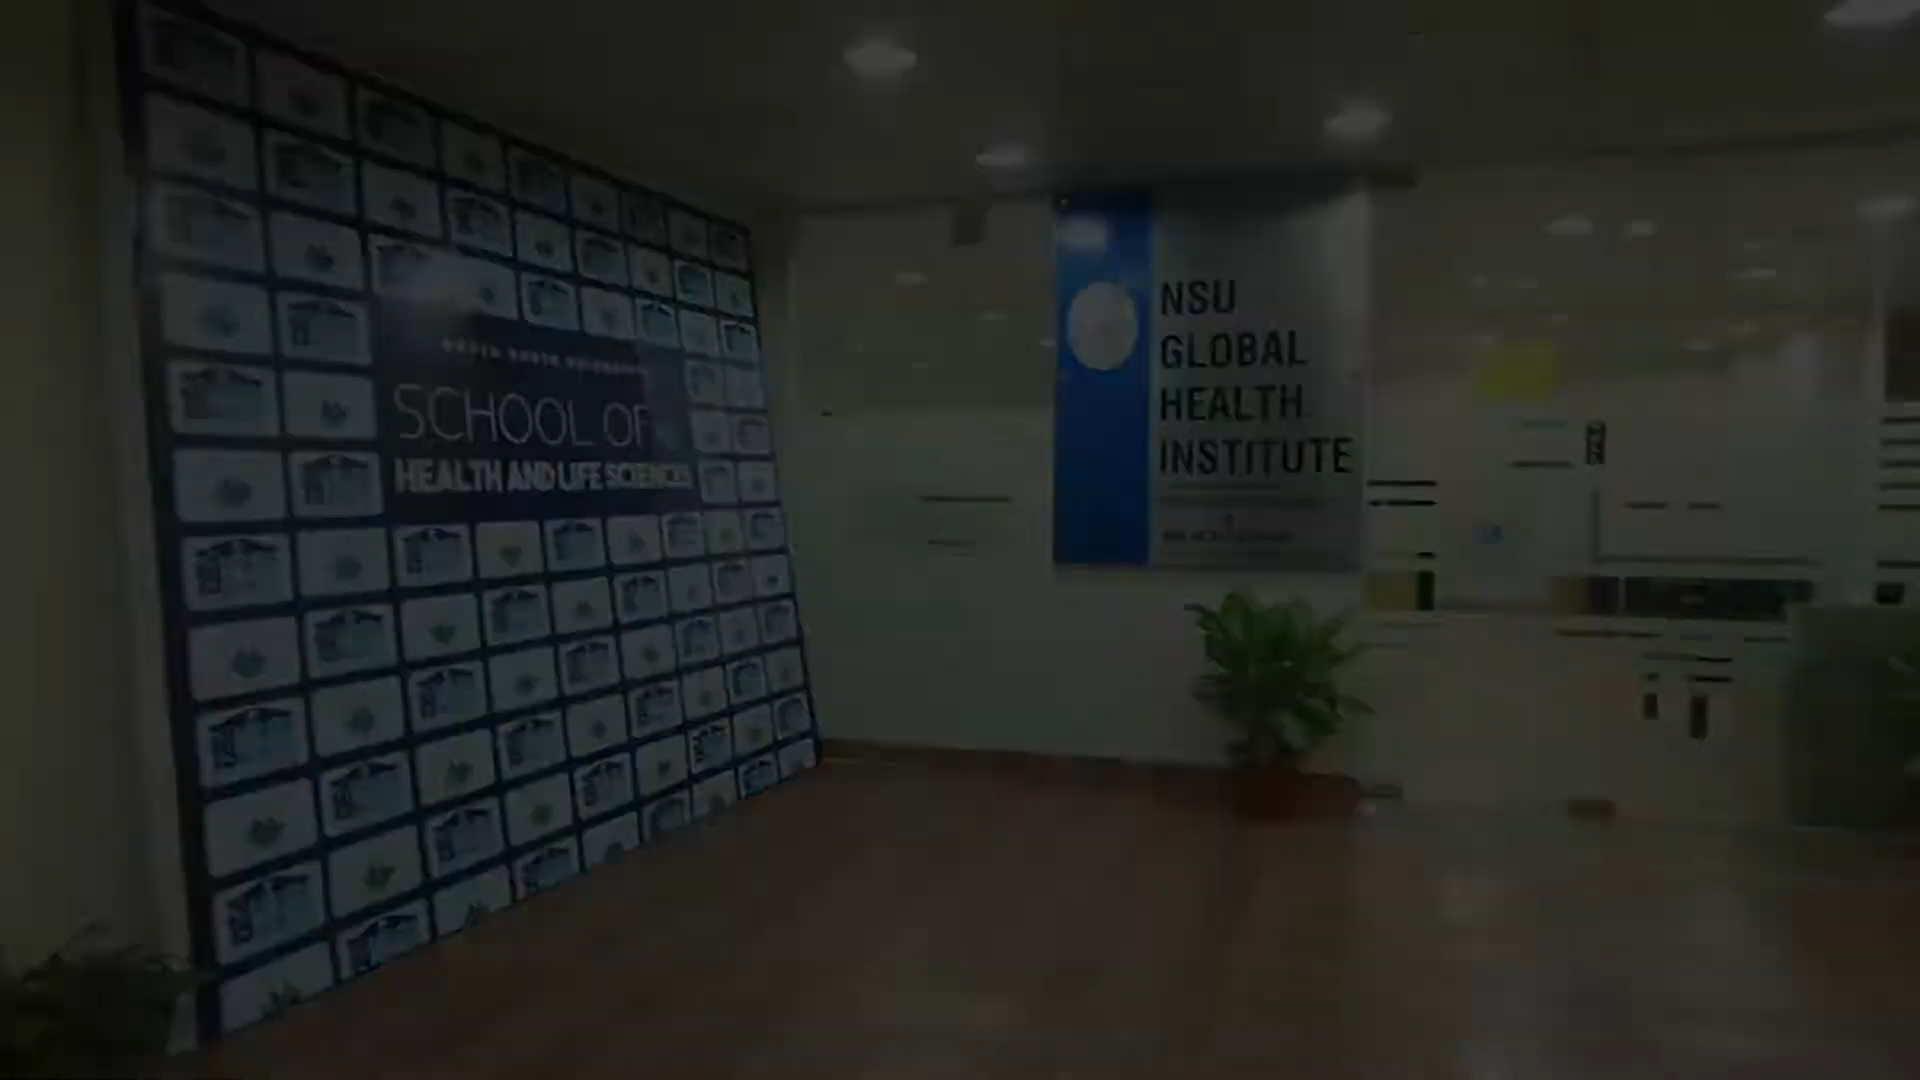 SCHOOL OF
HEALTH AND LIFE SCIENCES
NSU
GLOBAL
HEALTH
INSTITUTE